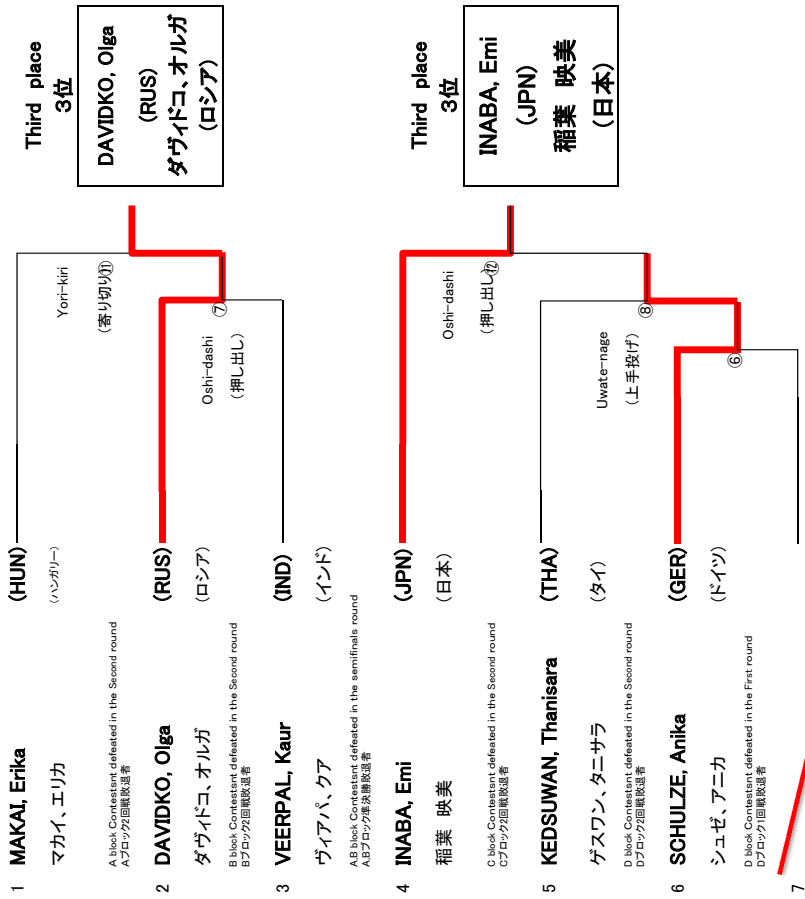 Third place
3位
DAVIDKO, Olga
(RUS)
ダヴィドコ、オルガ
(ロシア)
Third place
3位
INABA, Emi
(JPN)
稲葉 映美
(日本)
Yori-kiri
(寄り切り)⑪
⑦
Oshi-dashi
(押し出し)
Oshi-dashi
(押し出し)⑫
⑧
Uwate-nage
(上手投げ)
⑥
1 MAKAI, Erika (HUN)
マカイ、エリカ (ハンガリー)
A block Contestsnt defeated in the Second round
Aブロック2回戦敗退者
2 DAVIDKO, Olga (RUS)
ダヴィドコ、オルガ (ロシア)
B block Contestsnt defeated in the Second round
Bブロック2回戦敗退者
3 VEERPAL, Kaur (IND)
ヴィアパ、クア (インド)
A.B block Contestsnt defeated in the semifinals round
A.Bブロック準決勝敗退者
4 INABA, Emi (JPN)
稲葉 映美 (日本)
C block Contestsnt defeated in the Second round
Cブロック2回戦敗退者
5 KEDSUWAN, Thanisara (THA)
ゲスワン、タニサラ (タイ)
D block Contestsnt defeated in the Second round
Dブロック2回戦敗退者
6 SCHULZE, Anika (GER)
シュゼ、アニカ (ドイツ)
D block Contestsnt defeated in the First round
Dブロック1回戦敗退者
7